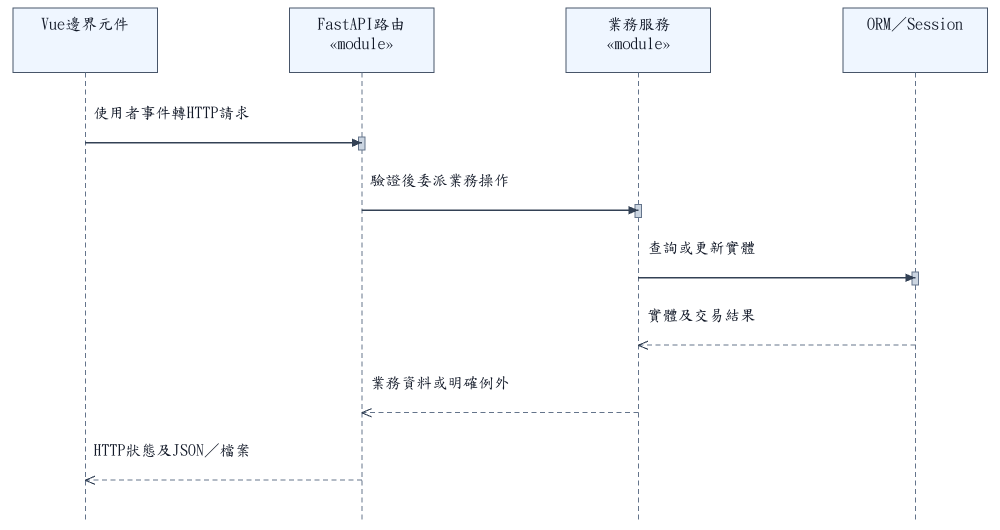 Vue邊界元件
FastAPI路由
«module»
業務服務
«module»
ORM／Session
使用者事件轉HTTP請求
驗證後委派業務操作
查詢或更新實體
實體及交易結果
業務資料或明確例外
HTTP狀態及JSON／檔案